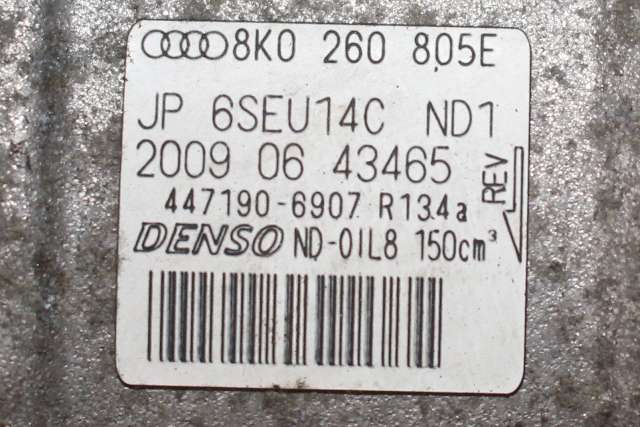 8K0 260 805E
JP 6SEU14C ND1
2009 06 43465
447190-6907 R134a
REV
DENSO ND-OIL8 150cm³